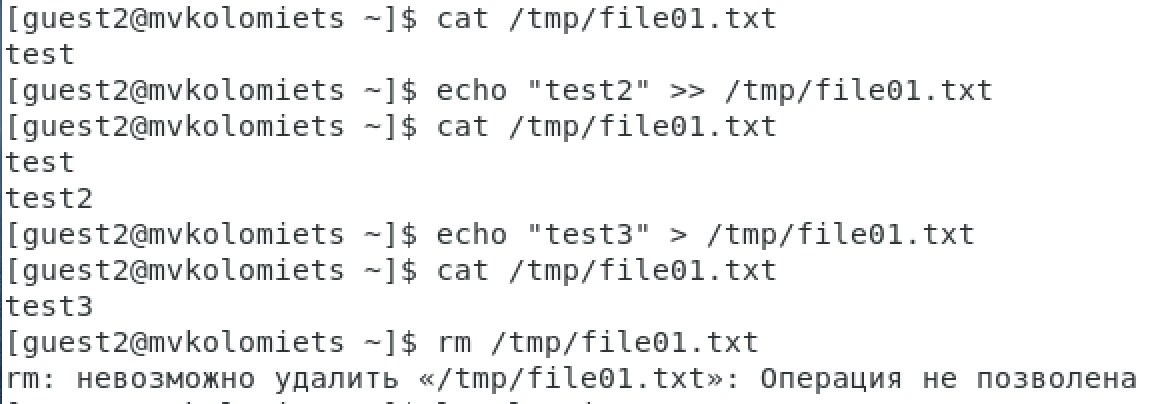 [guest2@mvkolomiets ~]$ cat /tmp/file01.txt
test
[guest2@mvkolomiets ~]$ echo "test2" >> /tmp/file01.txt
[guest2@mvkolomiets ~]$ cat /tmp/file01.txt
test
test2
[guest2@mvkolomiets ~]$ echo "test3" > /tmp/file01.txt
[guest2@mvkolomiets ~]$ cat /tmp/file01.txt
test3
[guest2@mvkolomiets ~]$ rm /tmp/file01.txt
rm: невозможно удалить «/tmp/file01.txt»: Операция не позволена